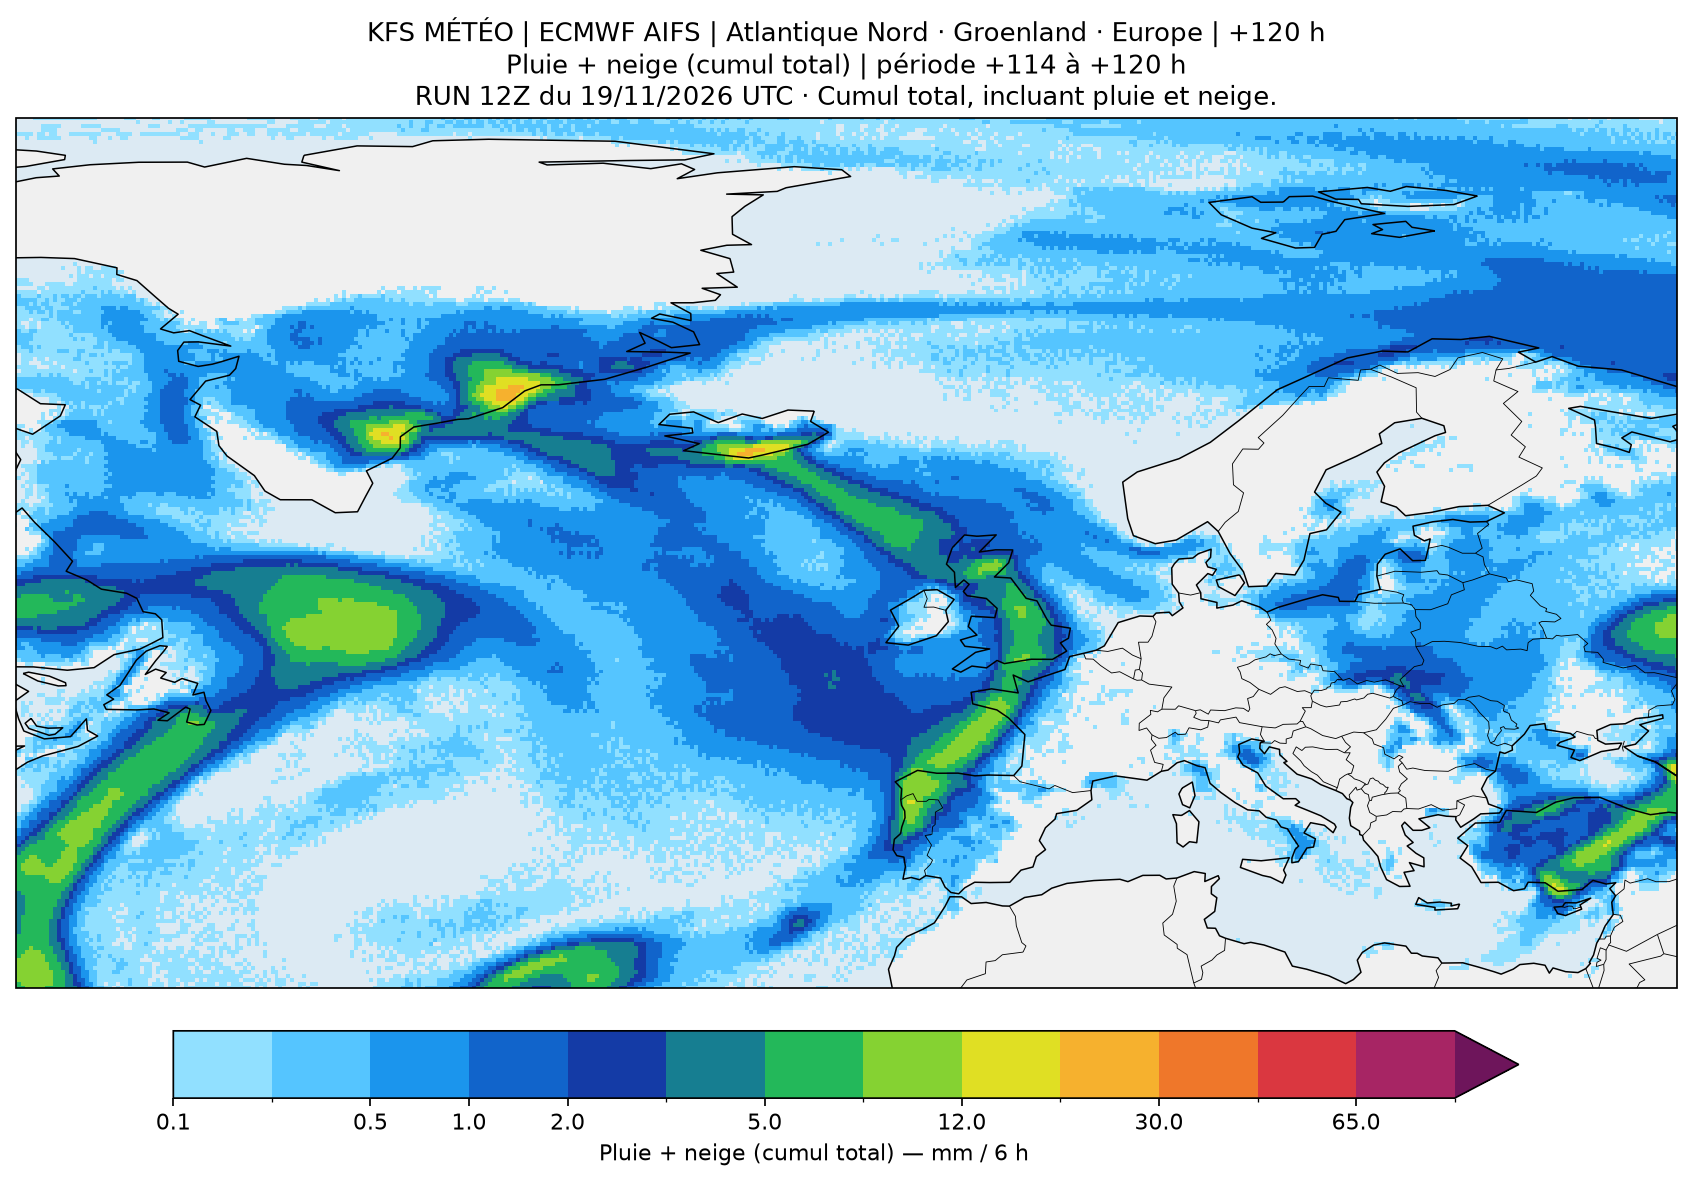 KFS MÉTÉO | ECMWF AIFS | Atlantique Nord · Groenland · Europe | +120 h
Pluie + neige (cumul total) | période +114 à +120 h
RUN 12Z du 19/11/2026 UTC · Cumul total, incluant pluie et neige.
0.1 0.5 1.0 2.0 5.0 12.0 30.0 65.0
Pluie + neige (cumul total) — mm / 6 h